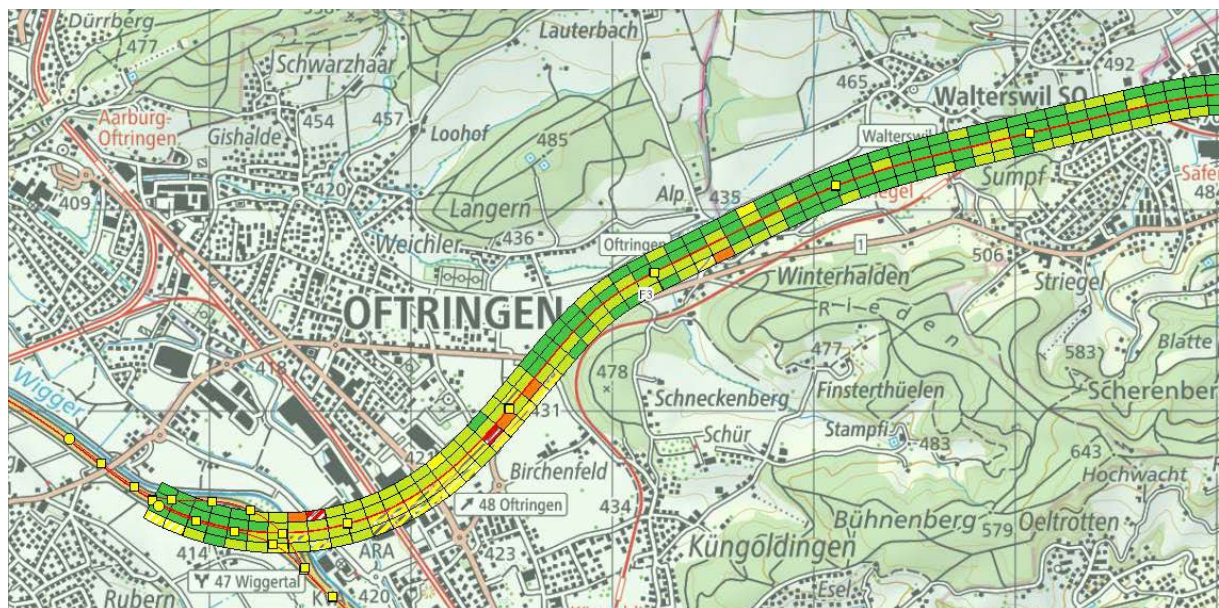 Dürrberg
477
Lauterbach
Schwarzhaar
465
492
Walterswil SO
Aarburg-
Oftringen
Gishalde
454
457
Loohof
485
Walterswil
409
420
Langern
Alp
435
Sumpf
Weichler
436
Oftringen
1
506
Winterhalden
Striegel
F3
OFTRINGEN
Rieden
477
583
Blatte
418
478
Finsterthüelen
Scherenber
Wigger
431
Schneckenberg
Schür
Stampfi
483
643
Birchenfeld
Hochwacht
48 Oftringen
434
Bühnenberg
579
Oeltrotten
414
ARA
423
Küngoldingen
47 Wiggertal
Rubern
420
Esel